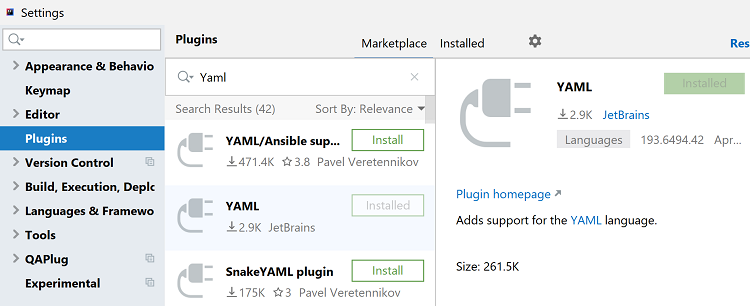 Settings
Plugins
Marketplace
Installed
Res
Appearance & Behavio
Keymap
Editor
Plugins
Version Control
Build, Execution, Deplo
Languages & Framewo
Tools
QAPlug
Experimental
Yaml
Search Results (42)
Sort By: Relevance
YAML/Ansible sup...
Install
471.4K 3.8 Pavel Veretennikov
YAML
Installed
2.9K JetBrains
SnakeYAML plugin
Install
175K 3 Pavel Veretennikov
YAML
Installed
2.9K JetBrains
Languages 193.6494.42 Apr...
Plugin homepage
Adds support for the YAML language.
Size: 261.5K